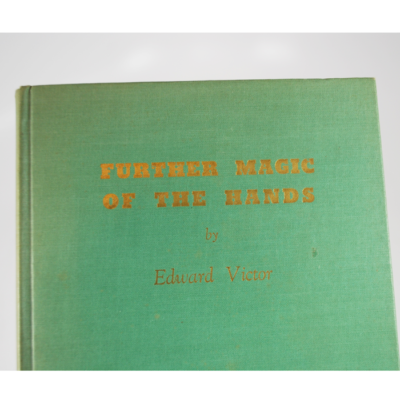 FURTHER MAGIC
OF THE HANDS
by
Edward Victor